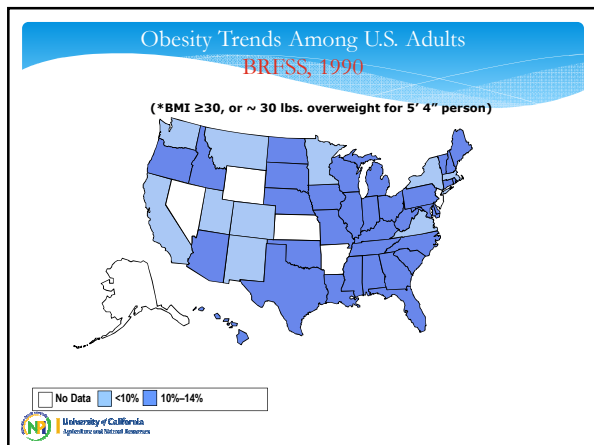 Obesity Trends Among U.S. Adults
BRFSS, 1990
(*BMI ≥30, or ~ 30 lbs. overweight for 5’ 4” person)
No Data <10% 10%–14%
University of California
Agriculture and Natural Resources